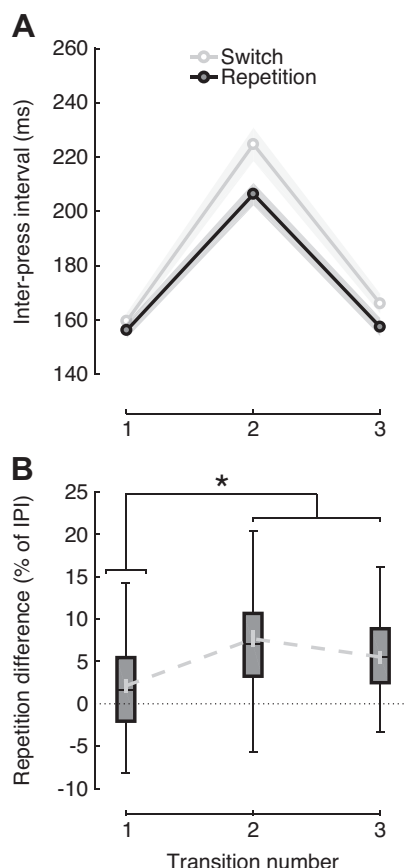 A
Inter-press interval (ms)
260
240
220
200
180
160
140
Switch
Repetition
1 2 3
B
Repetition difference (% of IPI)
25
20
15
10
5
0
-5
-10
*
1 2 3
Transition number